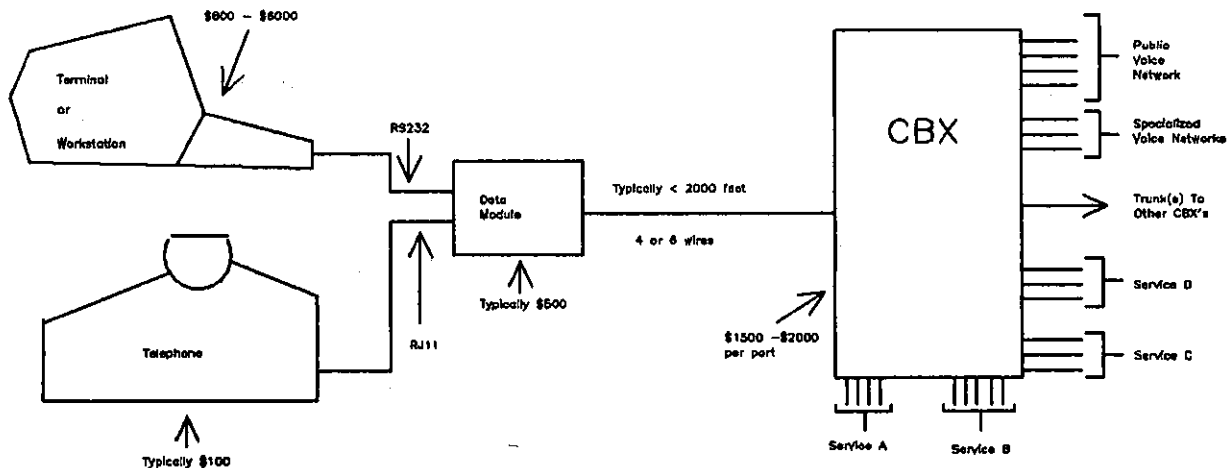 $600 - $6000
Terminal
or
Workstation
RS232
Data
Module
Typically < 2000 feet
4 or 6 wires
CBX
Public
Voice
Network
Specialized
Voice Networks
Trunk(s) To
Other CBX's
Service D
Service C
Typically $500
RJ11
Telephone
$1500 -$2000
per port
Service A
Service B
Typically $100